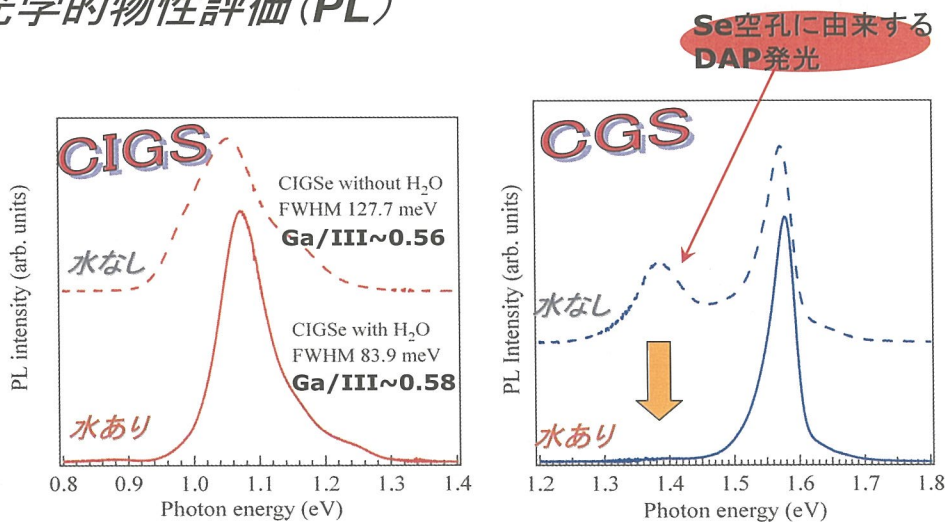 光学的物性評価(PL)
Se空孔に由来する
DAP発光
CIGS
CIGSe without H₂O
FWHM 127.7 meV
Ga/III~0.56
水なし
CIGSe with H₂O
FWHM 83.9 meV
Ga/III~0.58
水あり
PL intensity (arb. units)
0.8 0.9 1.0 1.1 1.2 1.3 1.4
Photon energy (eV)
CGS
水なし
水あり
PL Intensity (arb. units)
1.2 1.3 1.4 1.5 1.6 1.7 1.8
Photon energy (eV)